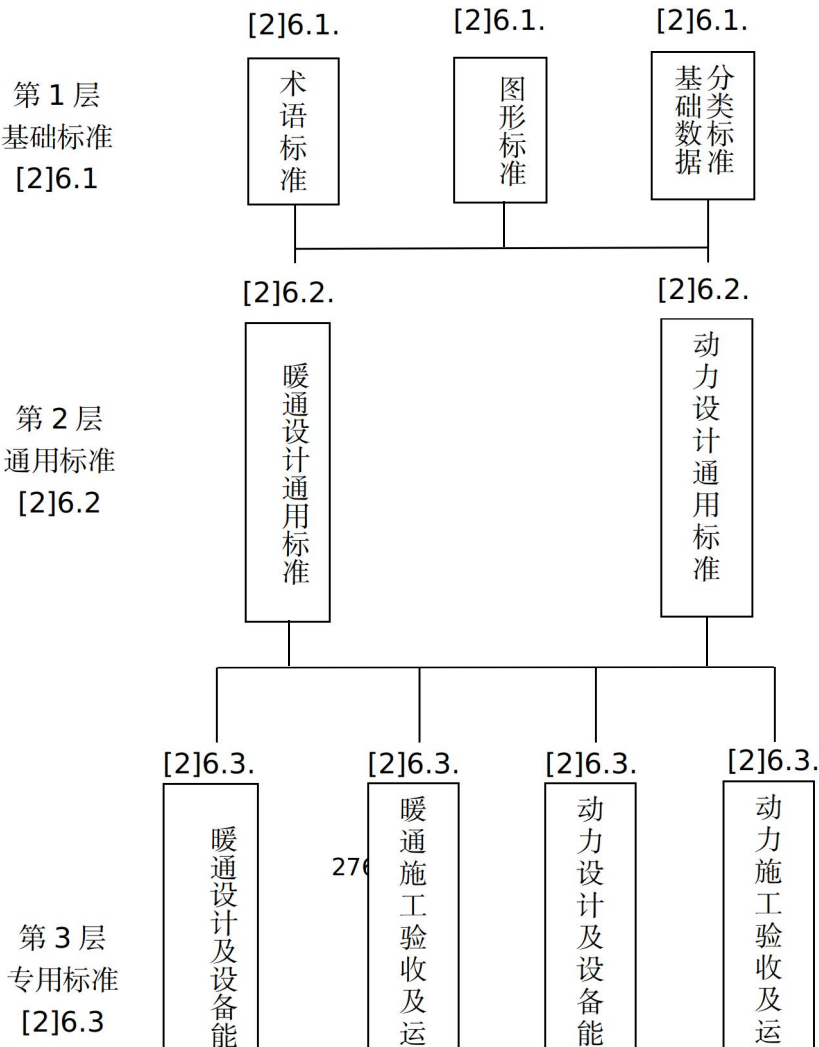 [2]6.1.
[2]6.1.
[2]6.1.
第 1 层
基础标准
[2]6.1
术语标准
图形标准
分类标准
基础数据
[2]6.2.
[2]6.2.
第 2 层
通用标准
[2]6.2
暖通设计通用标准
动力设计通用标准
[2]6.3.
[2]6.3.
[2]6.3.
[2]6.3.
第 3 层
专用标准
[2]6.3
暖通设计及设备能
276
暖通施工验收及运
动力设计及设备能
动力施工验收及运